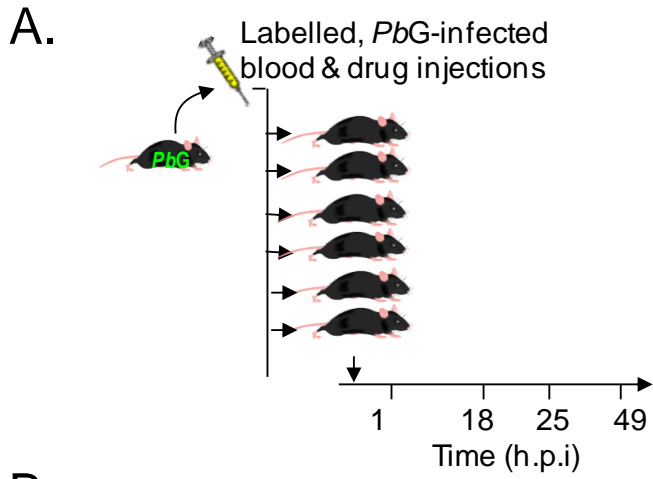 A.
Labelled, PbG-infected
blood & drug injections
PbG
1 18 25 49
Time (h.p.i)